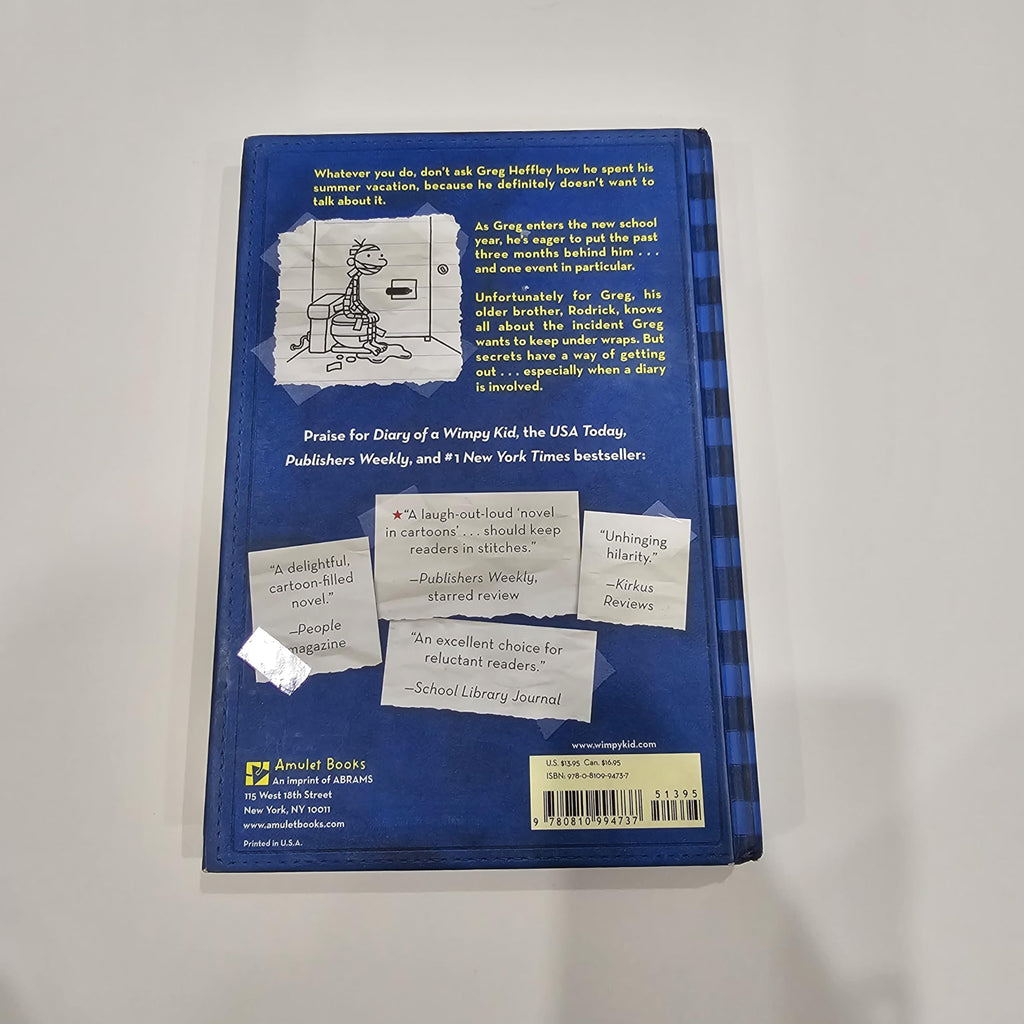 Whatever you do, don't ask Greg Heffley how he spent his
summer vacation, because he definitely doesn't want to
talk about it.
As Greg enters the new school
year, he's eager to put the past
three months behind him . . .
and one event in particular.
Unfortunately for Greg, his
older brother, Rodrick, knows
all about the incident Greg
wants to keep under wraps. But
secrets have a way of getting
out . . . especially when a diary
is involved.
Praise for Diary of a Wimpy Kid, the USA Today,
Publishers Weekly, and #1 New York Times bestseller:
★"A laugh-out-loud 'novel
in cartoons' . . . should keep
readers in stitches."
—Publishers Weekly,
starred review
"Unhinging
hilarity."
—Kirkus
Reviews
"A delightful,
cartoon-filled
novel."
—People
magazine
"An excellent choice for
reluctant readers."
—School Library Journal
www.wimpykid.com
U.S. $13.95 Can. $16.95
ISBN: 978-0-8109-9473-7
51395
9 780810 994737
Amulet Books
An imprint of ABRAMS
115 West 18th Street
New York, NY 10011
www.amuletbooks.com
Printed in U.S.A.